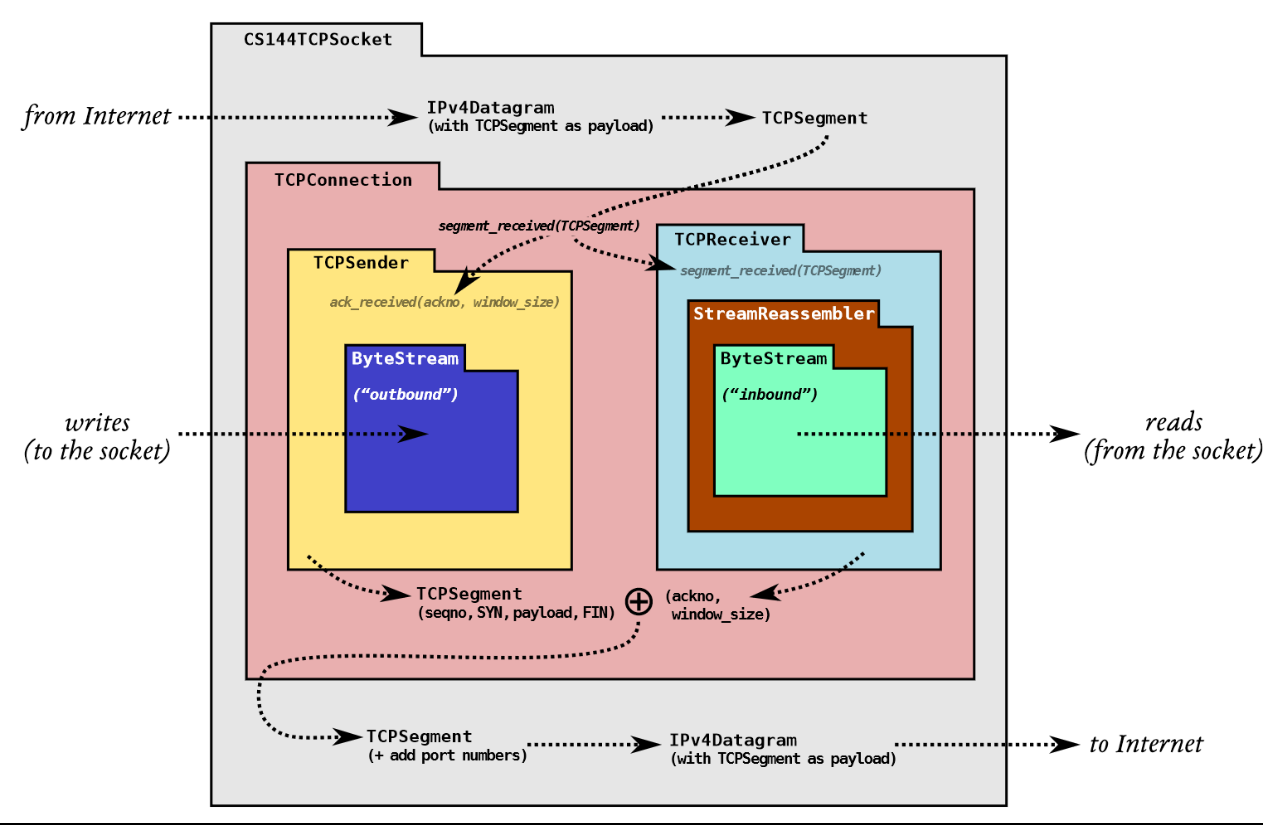 CS144TCPSocket
from Internet
IPv4Datagram
(with TCPSegment as payload)
TCPSegment
TCPConnection
segment_received(TCPSegment)
TCPSender
ack_received(ackno, window_size)
ByteStream
(“outbound”)
TCPReceiver
segment_received(TCPSegment)
StreamReassembler
ByteStream
(“inbound”)
writes
(to the socket)
reads
(from the socket)
TCPSegment
(seqno, SYN, payload, FIN)
(ackno,
window_size)
TCPSegment
(+ add port numbers)
IPv4Datagram
(with TCPSegment as payload)
to Internet